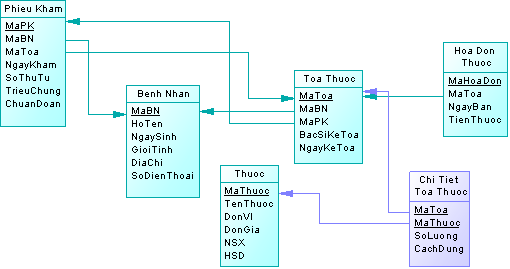 Phieu Kham
MaPK
MaBN
MaToa
NgayKham
SoThuTu
TrieuChung
ChuanDoan
Benh Nhan
MaBN
HoTen
NgaySinh
GioiTinh
DiaChi
SoDienThoai
Toa Thuoc
MaToa
MaBN
MaPK
BacSiKeToa
NgayKeToa
Hoa Don
Thuoc
MaHoaDon
MaToa
NgayBan
TienThuoc
Thuoc
MaThuoc
TenThuoc
DonVI
DonGia
NSX
HSD
Chi Tiet
Toa Thuoc
MaToa
MaThuoc
SoLuong
CachDung